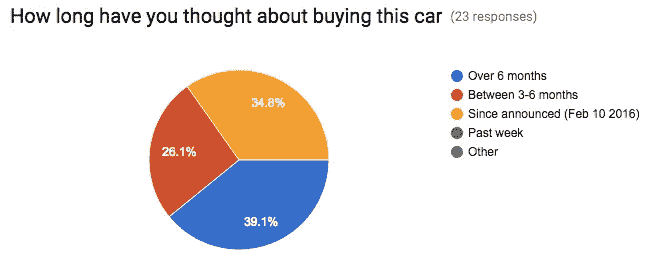 How long have you thought about buying this car (23 responses)
Over 6 months
Between 3-6 months
Since announced (Feb 10 2016)
Past week
Other
34.8%
26.1%
39.1%